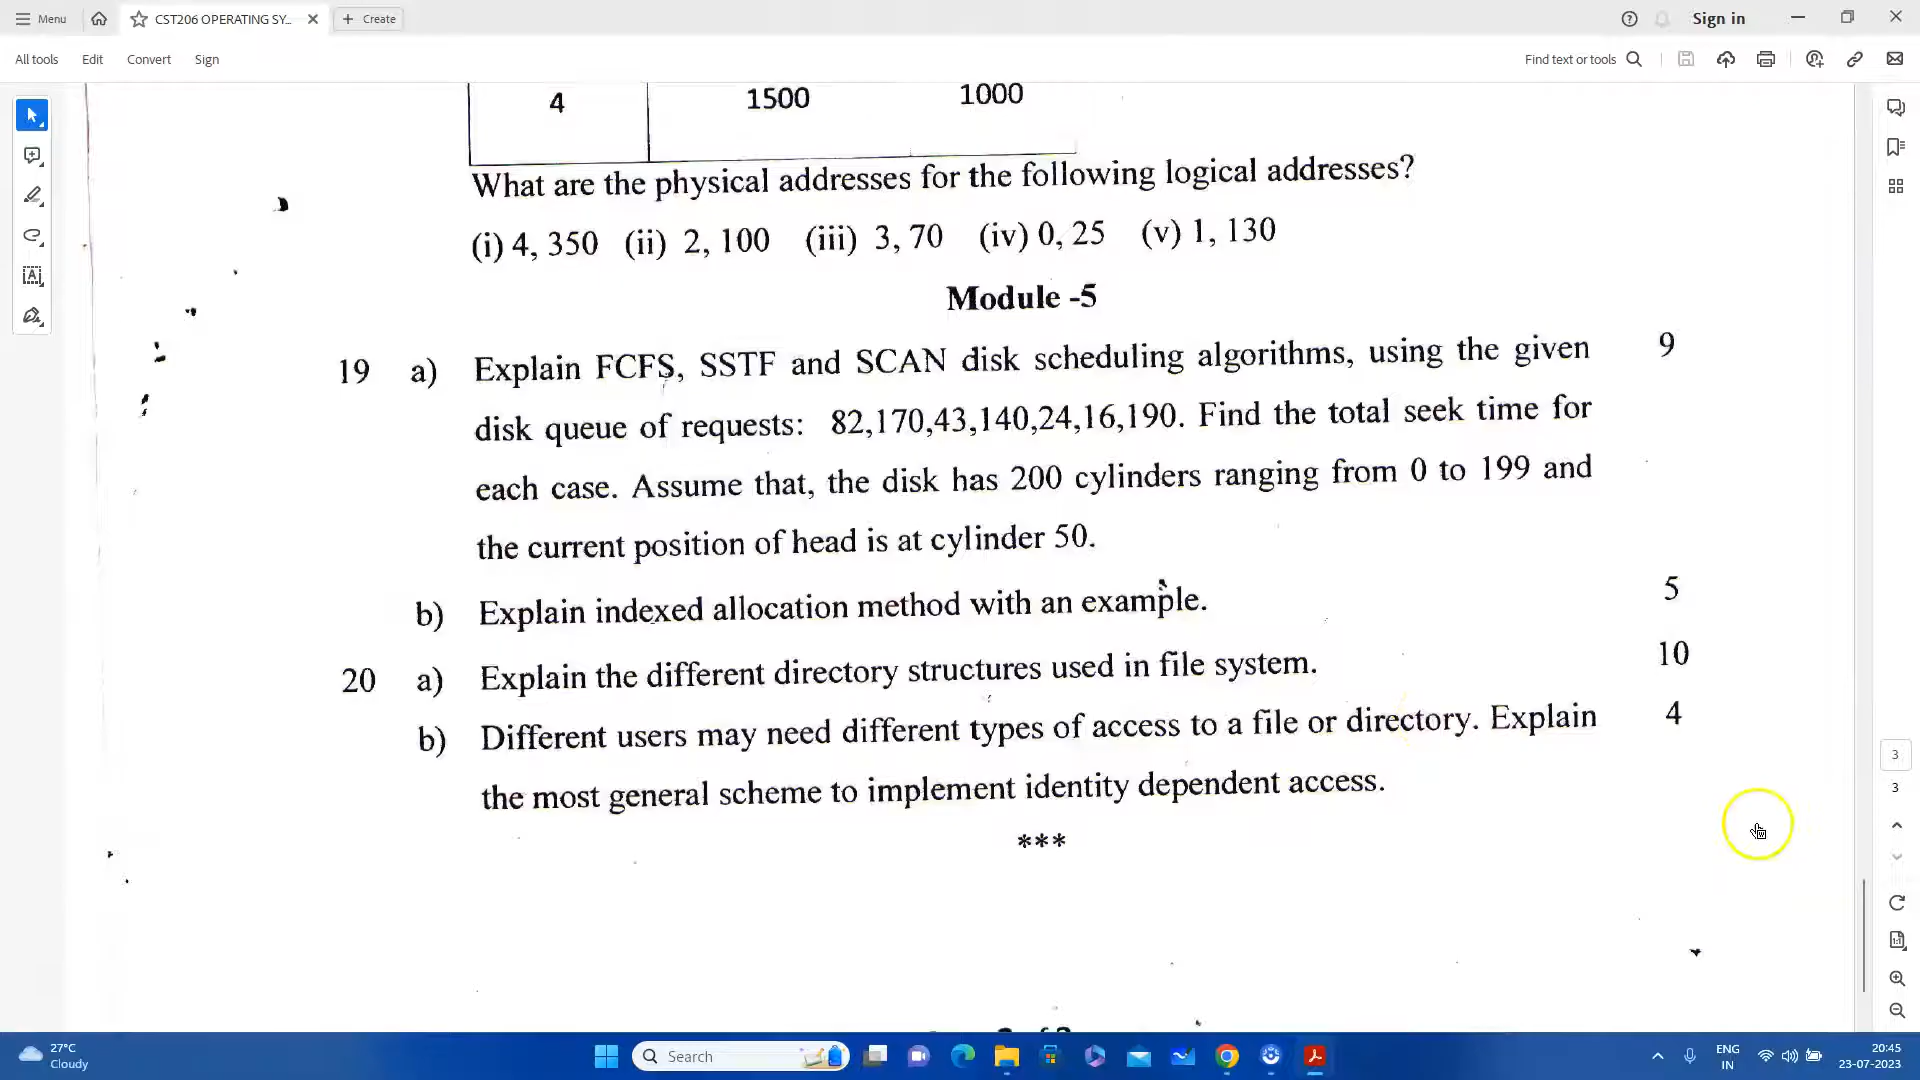 Menu
CST206 OPERATING SY...
Create
Sign in
All tools
Edit
Convert
Sign
Find text or tools
4 1500 1000
What are the physical addresses for the following logical addresses?
(i) 4, 350 (ii) 2, 100 (iii) 3, 70 (iv) 0, 25 (v) 1, 130
Module -5
19 a) Explain FCFS, SSTF and SCAN disk scheduling algorithms, using the given 9
disk queue of requests: 82,170,43,140,24,16,190. Find the total seek time for
each case. Assume that, the disk has 200 cylinders ranging from 0 to 199 and
the current position of head is at cylinder 50.
b) Explain indexed allocation method with an example. 5
20 a) Explain the different directory structures used in file system. 10
b) Different users may need different types of access to a file or directory. Explain 4
the most general scheme to implement identity dependent access.
***
3
3
27°C
Cloudy
Search
ENG
IN
20:45
23-07-2023